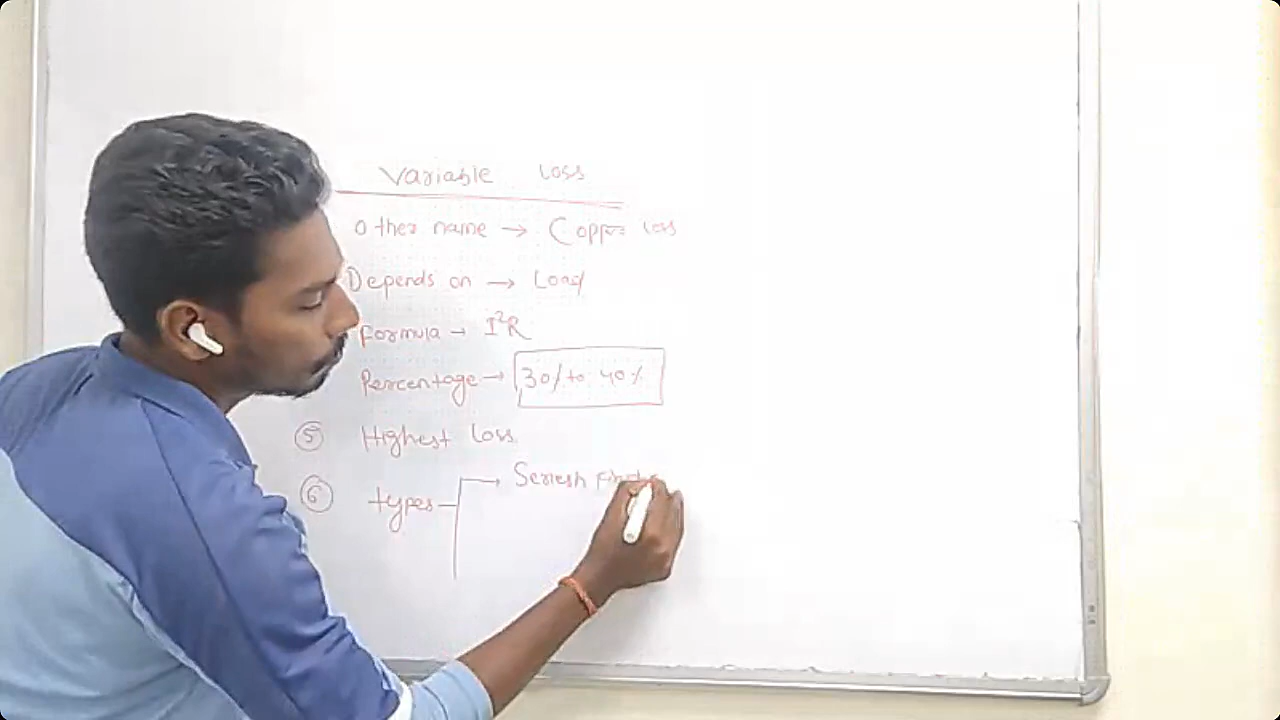 Variable Loss
Other name → Copper Loss
Depends on → Load
Formula → I²R
Percentage → 30% to 40%
⑤ Highest Loss
⑥ types